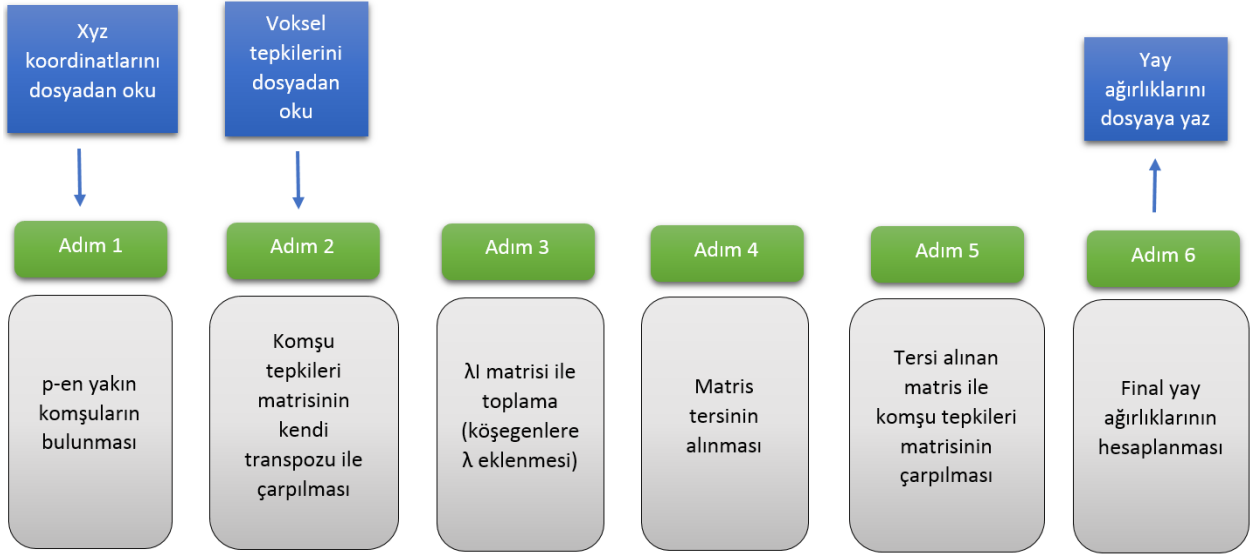 Xyz
koordinatlarını
dosyadan oku
Voksel
tepkilerini
dosyadan
oku
Yay
ağırlıklarını
dosyaya yaz
Adım 1
Adım 2
Adım 3
Adım 4
Adım 5
Adım 6
p-en yakın
komşuların
bulunması
Komşu
tepkileri
matrisinin
kendi
transpozu ile
çarpılması
λI matrisi ile
toplama
(köşegenlere
λ eklenmesi)
Matris
tersinin
alınması
Tersi alınan
matris ile
komşu tepkileri
matrisinin
çarpılması
Final yay
ağırlıklarının
hesaplanması